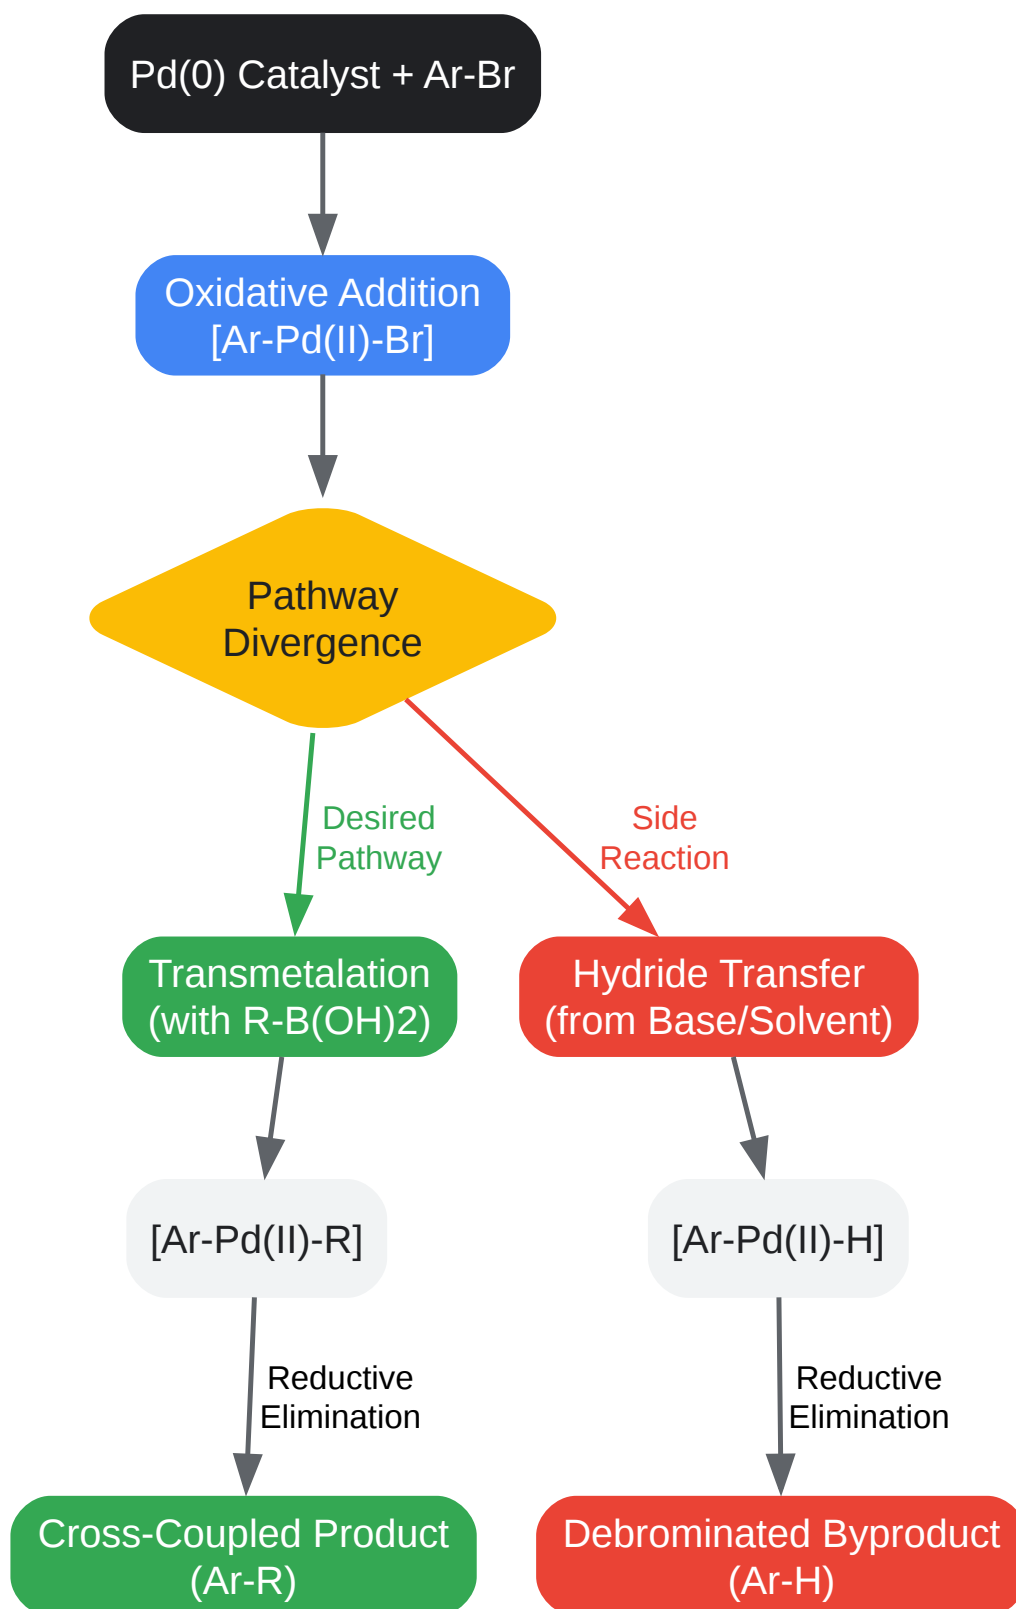 Pd(0) Catalyst + Ar-Br
Oxidative Addition
[Ar-Pd(II)-Br]
Pathway
Divergence
Desired
Pathway
Side
Reaction
Transmetalation
(with R-B(OH)2)
Hydride Transfer
(from Base/Solvent)
[Ar-Pd(II)-R]
[Ar-Pd(II)-H]
Reductive
Elimination
Reductive
Elimination
Cross-Coupled Product
(Ar-R)
Debrominated Byproduct
(Ar-H)